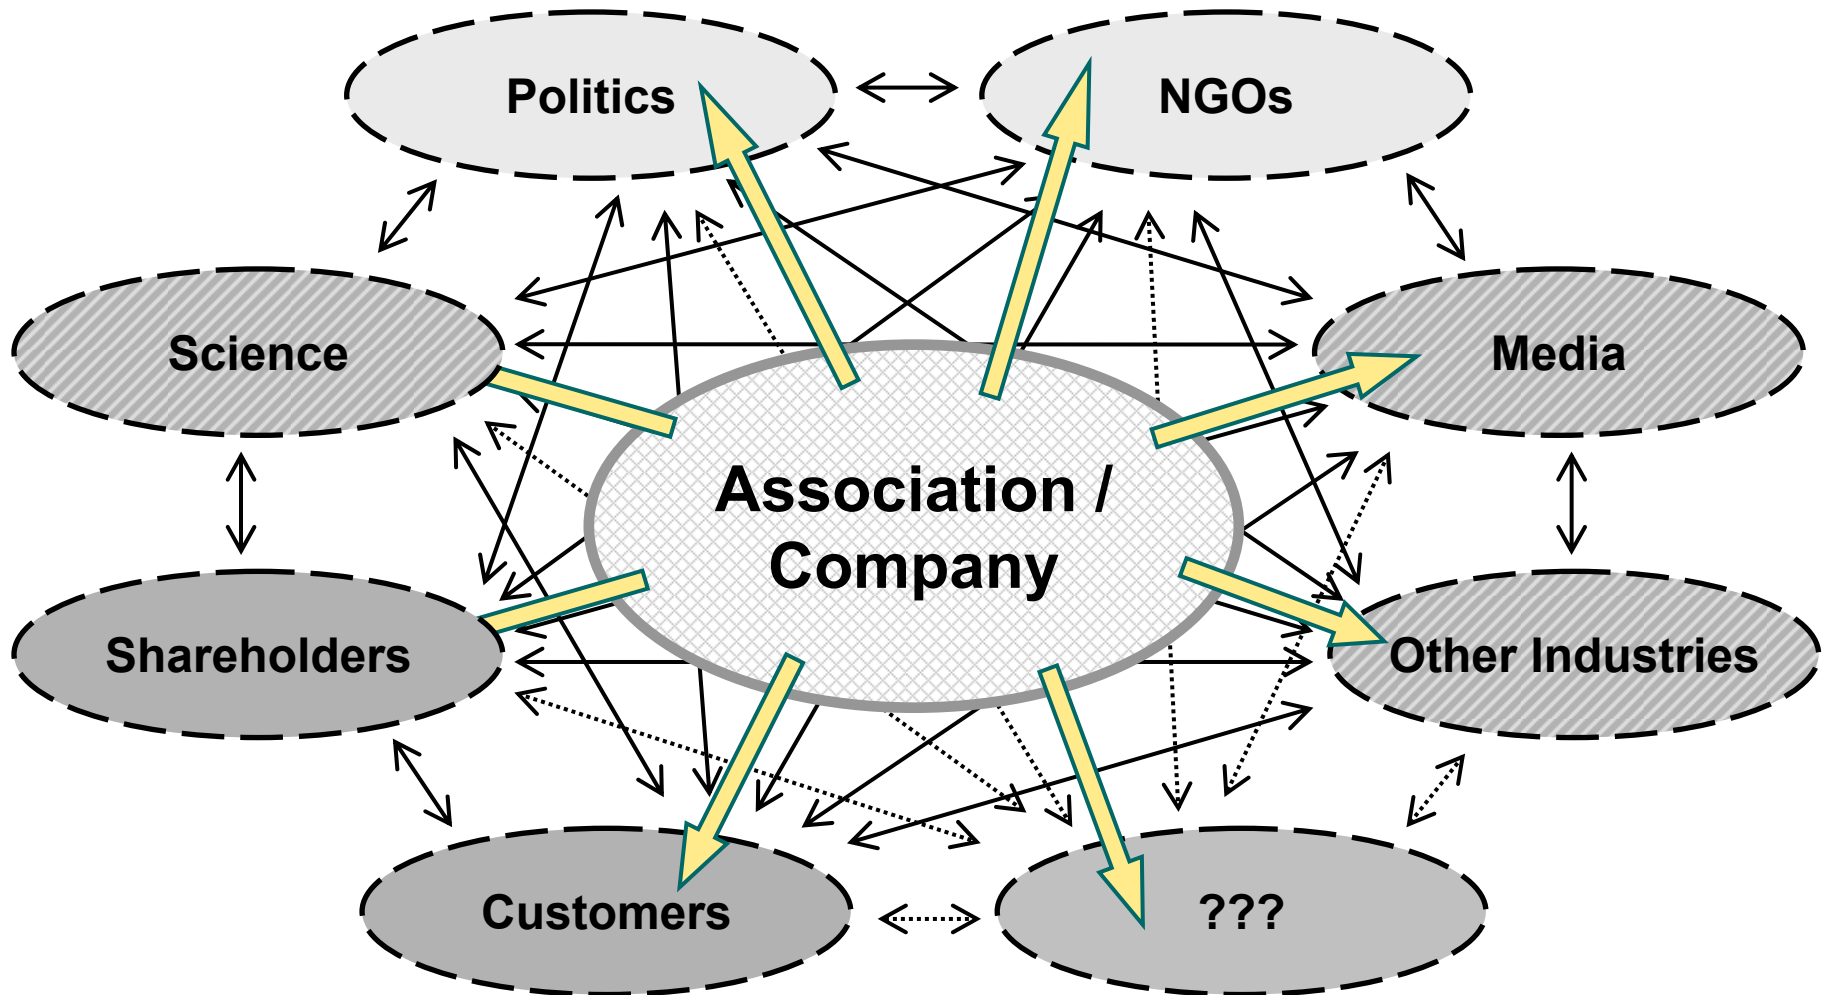 Politics
NGOs
Science
Media
Association /
Company
Shareholders
Other Industries
Customers
???